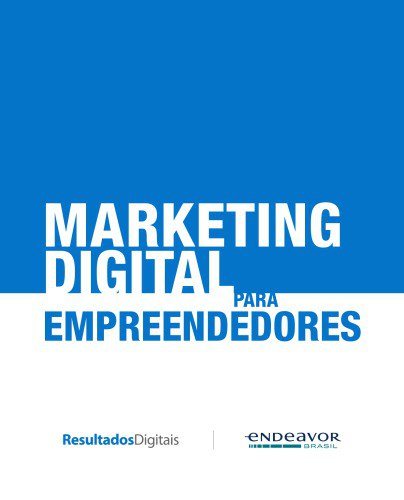 MARKETING
DIGITAL
PARA
EMPREENDEDORES
ResultadosDigitais
ENDEAVOR
BRASIL